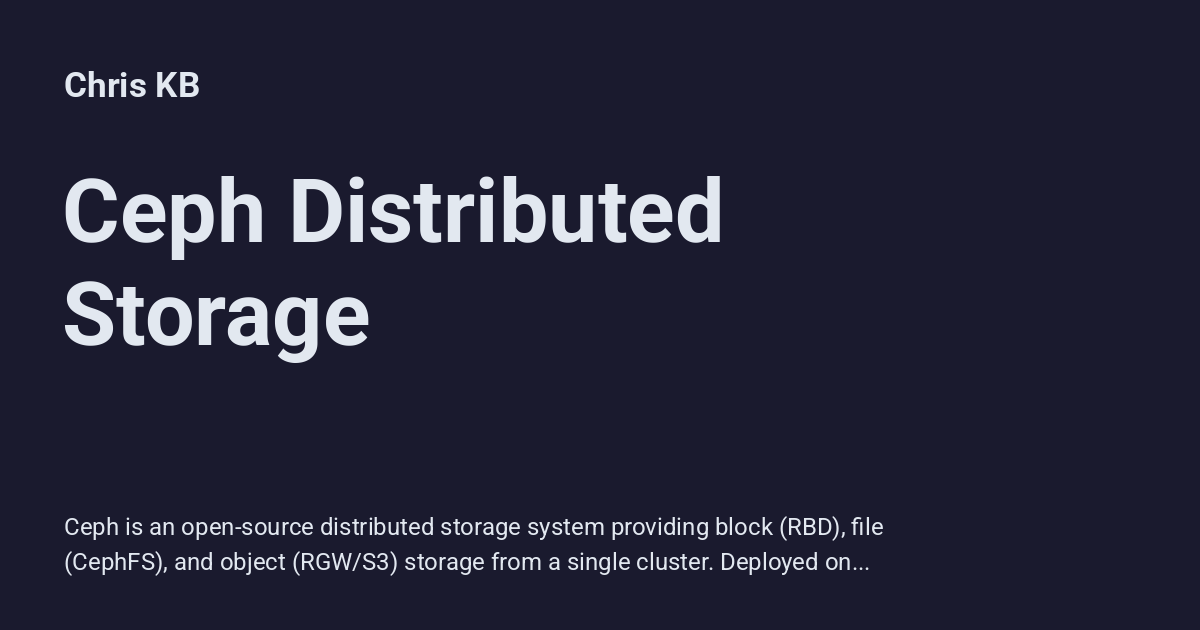 Chris KB
Ceph Distributed
Storage
Ceph is an open-source distributed storage system providing block (RBD), file
(CephFS), and object (RGW/S3) storage from a single cluster. Deployed on...